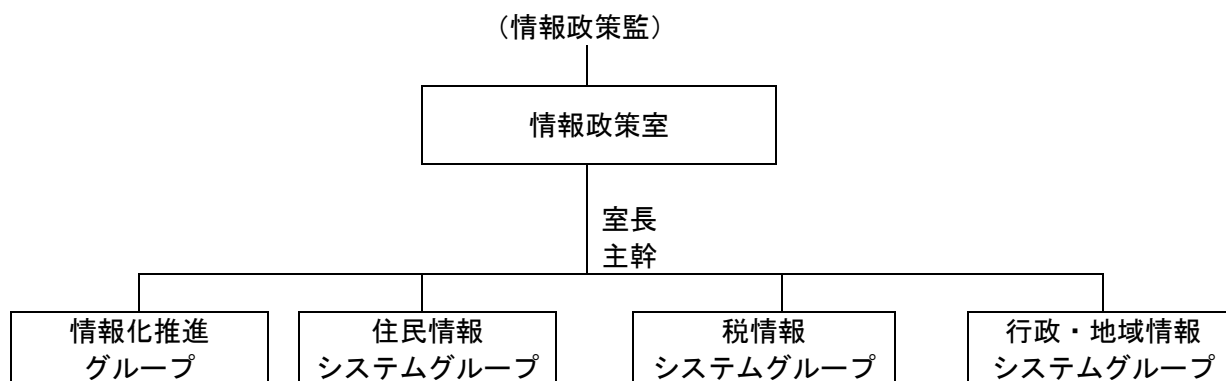 （情報政策監）
情報政策室
室長
主幹
情報化推進
グループ
住民情報
システムグループ
税情報
システムグループ
行政・地域情報
システムグループ